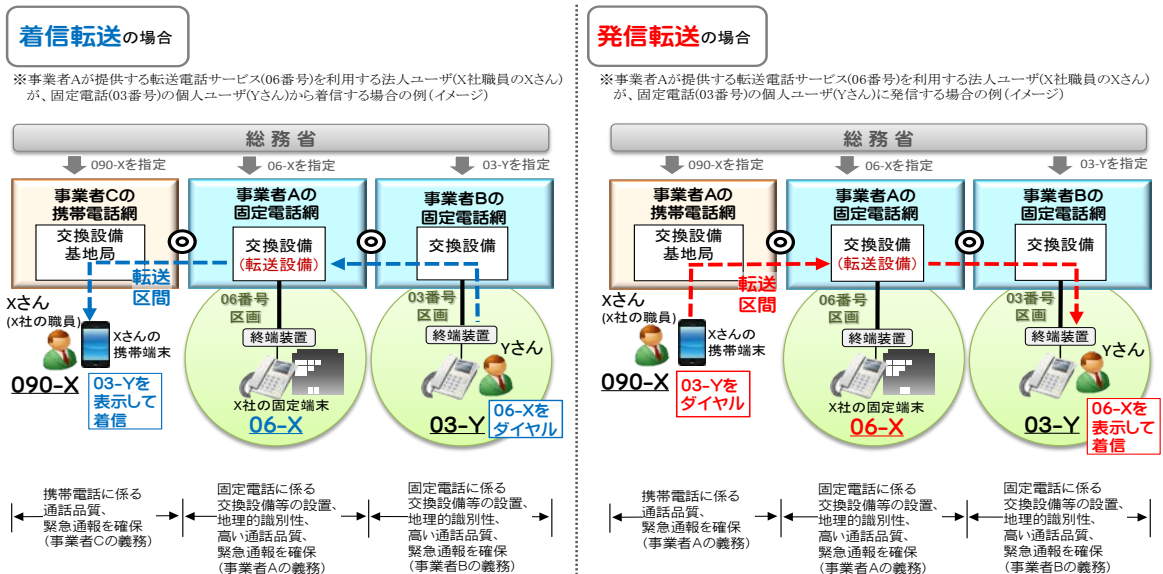 着信転送の場合
※事業者Aが提供する転送電話サービス(06番号)を利用する法人ユーザ(X社職員のXさん)
が、固定電話(03番号)の個人ユーザ(Yさん)から着信する場合の例(イメージ)
総務省
090-Xを指定
06-Xを指定
03-Yを指定
事業者Cの
携帯電話網
交換設備
基地局
事業者Aの
固定電話網
交換設備
(転送設備)
事業者Bの
固定電話網
交換設備
転送
区間
06番号
区画
03番号
区画
Xさん
(X社の職員)
Xさんの
携帯端末
終端装置
終端装置
Yさん
090-X
03-Yを
表示して
着信
X社の固定端末
06-X
03-Y
06-Xを
ダイヤル
携帯電話に係る
通話品質、
緊急通報を確保
(事業者Cの義務)
固定電話に係る
交換設備等の設置、
地理的識別性、
高い通話品質、
緊急通報を確保
(事業者Aの義務)
固定電話に係る
交換設備等の設置、
地理的識別性、
高い通話品質、
緊急通報を確保
(事業者Bの義務)
発信転送の場合
※事業者Aが提供する転送電話サービス(06番号)を利用する法人ユーザ(X社職員のXさん)
が、固定電話(03番号)の個人ユーザ(Yさん)に発信する場合の例(イメージ)
総務省
090-Xを指定
06-Xを指定
03-Yを指定
事業者Aの
携帯電話網
交換設備
基地局
事業者Aの
固定電話網
交換設備
(転送設備)
事業者Bの
固定電話網
交換設備
転送
区間
06番号
区画
03番号
区画
Xさん
(X社の職員)
Xさんの
携帯端末
終端装置
終端装置
Yさん
090-X
03-Yを
ダイヤル
X社の固定端末
06-X
03-Y
06-Xを
表示して
着信
携帯電話に係る
通話品質、
緊急通報を確保
(事業者Aの義務)
固定電話に係る
交換設備等の設置、
地理的識別性、
高い通話品質、
緊急通報を確保
(事業者Aの義務)
固定電話に係る
交換設備等の設置、
地理的識別性、
高い通話品質、
緊急通報を確保
(事業者Bの義務)